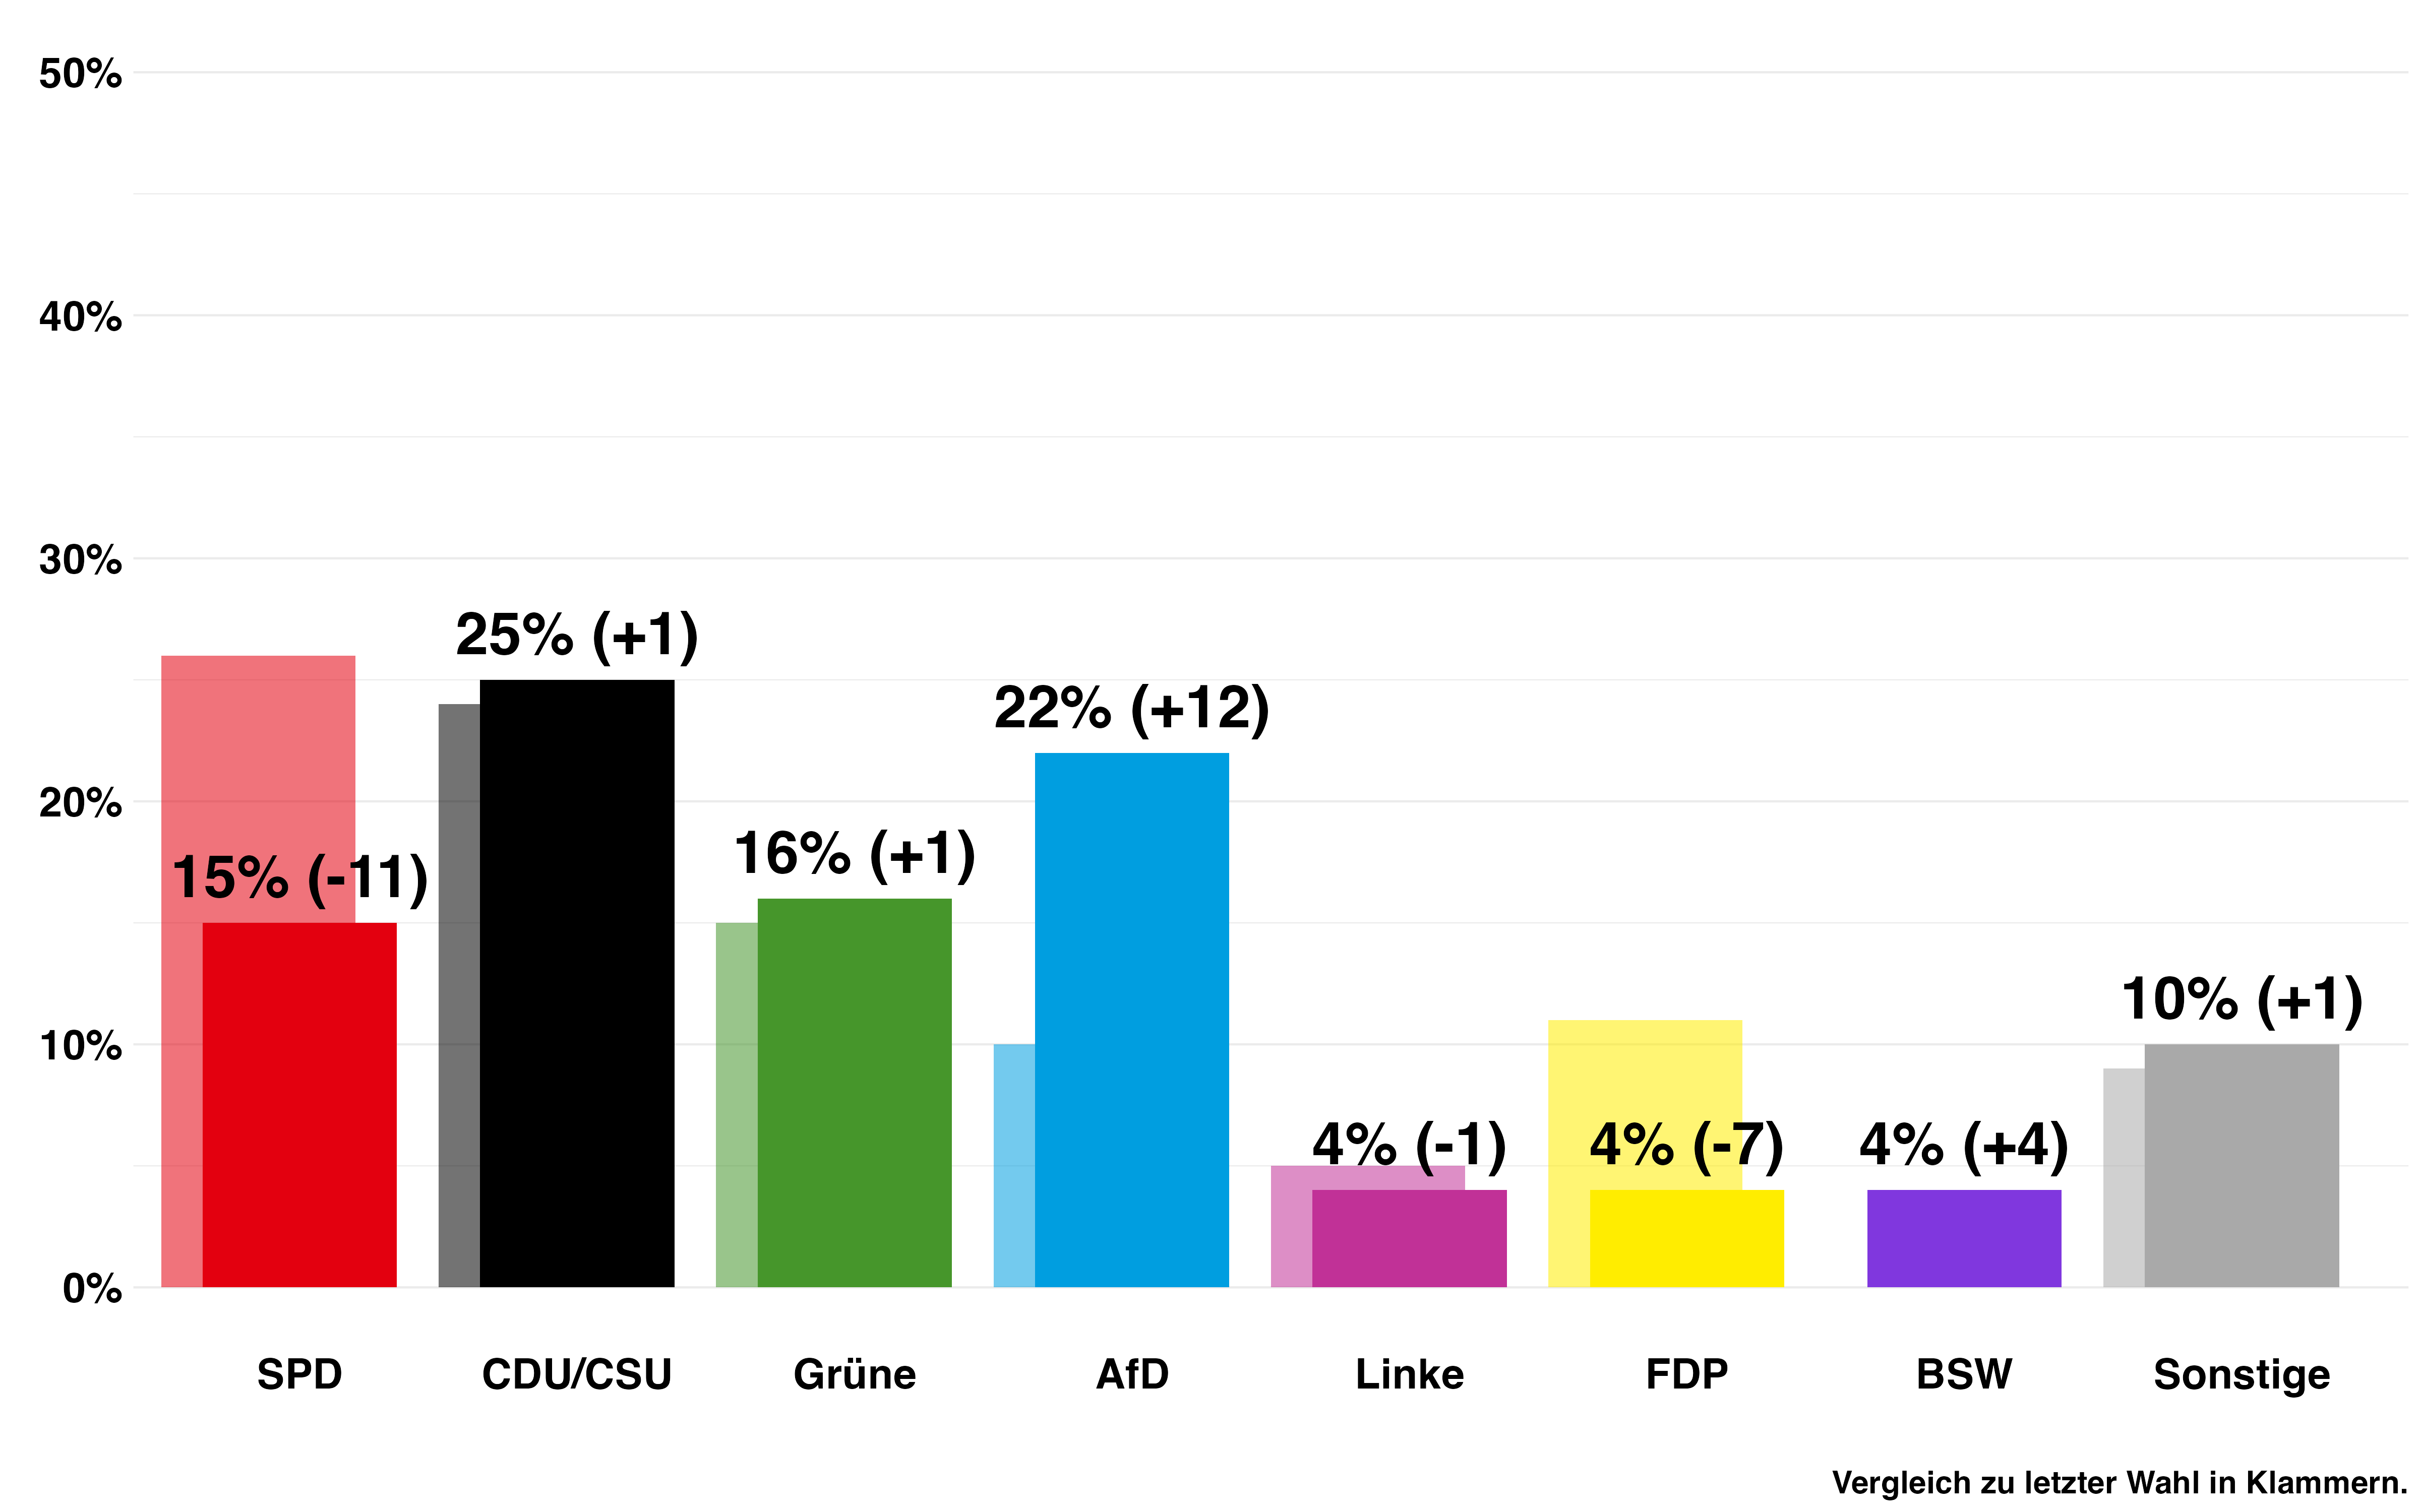 50%
40%
30%
20%
10%
0%
15% (-11)
25% (+1)
16% (+1)
22% (+12)
4% (-1)
4% (-7)
4% (+4)
10% (+1)
SPD
CDU/CSU
Grüne
AfD
Linke
FDP
BSW
Sonstige
Vergleich zu letzter Wahl in Klammern.